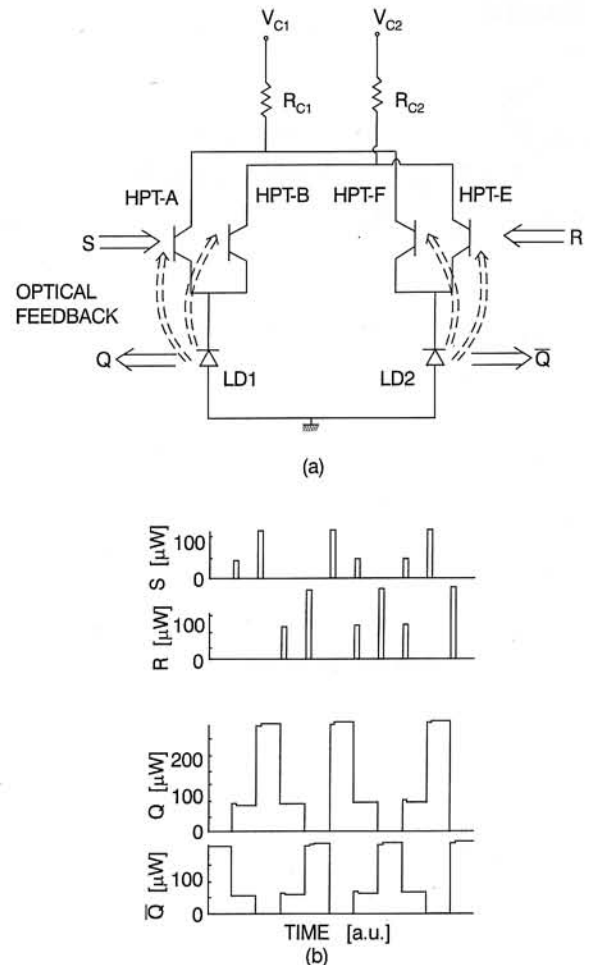 V_C1 V_C2
R_C1 R_C2
HPT-A HPT-B HPT-F HPT-E
S R
OPTICAL
FEEDBACK
Q LD1 LD2 Q̅
(a)
S [μW] 100 0
R [μW] 100 0
Q [μW] 200 100 0
Q̅ [μW] 100 0
TIME [a.u.]
(b)